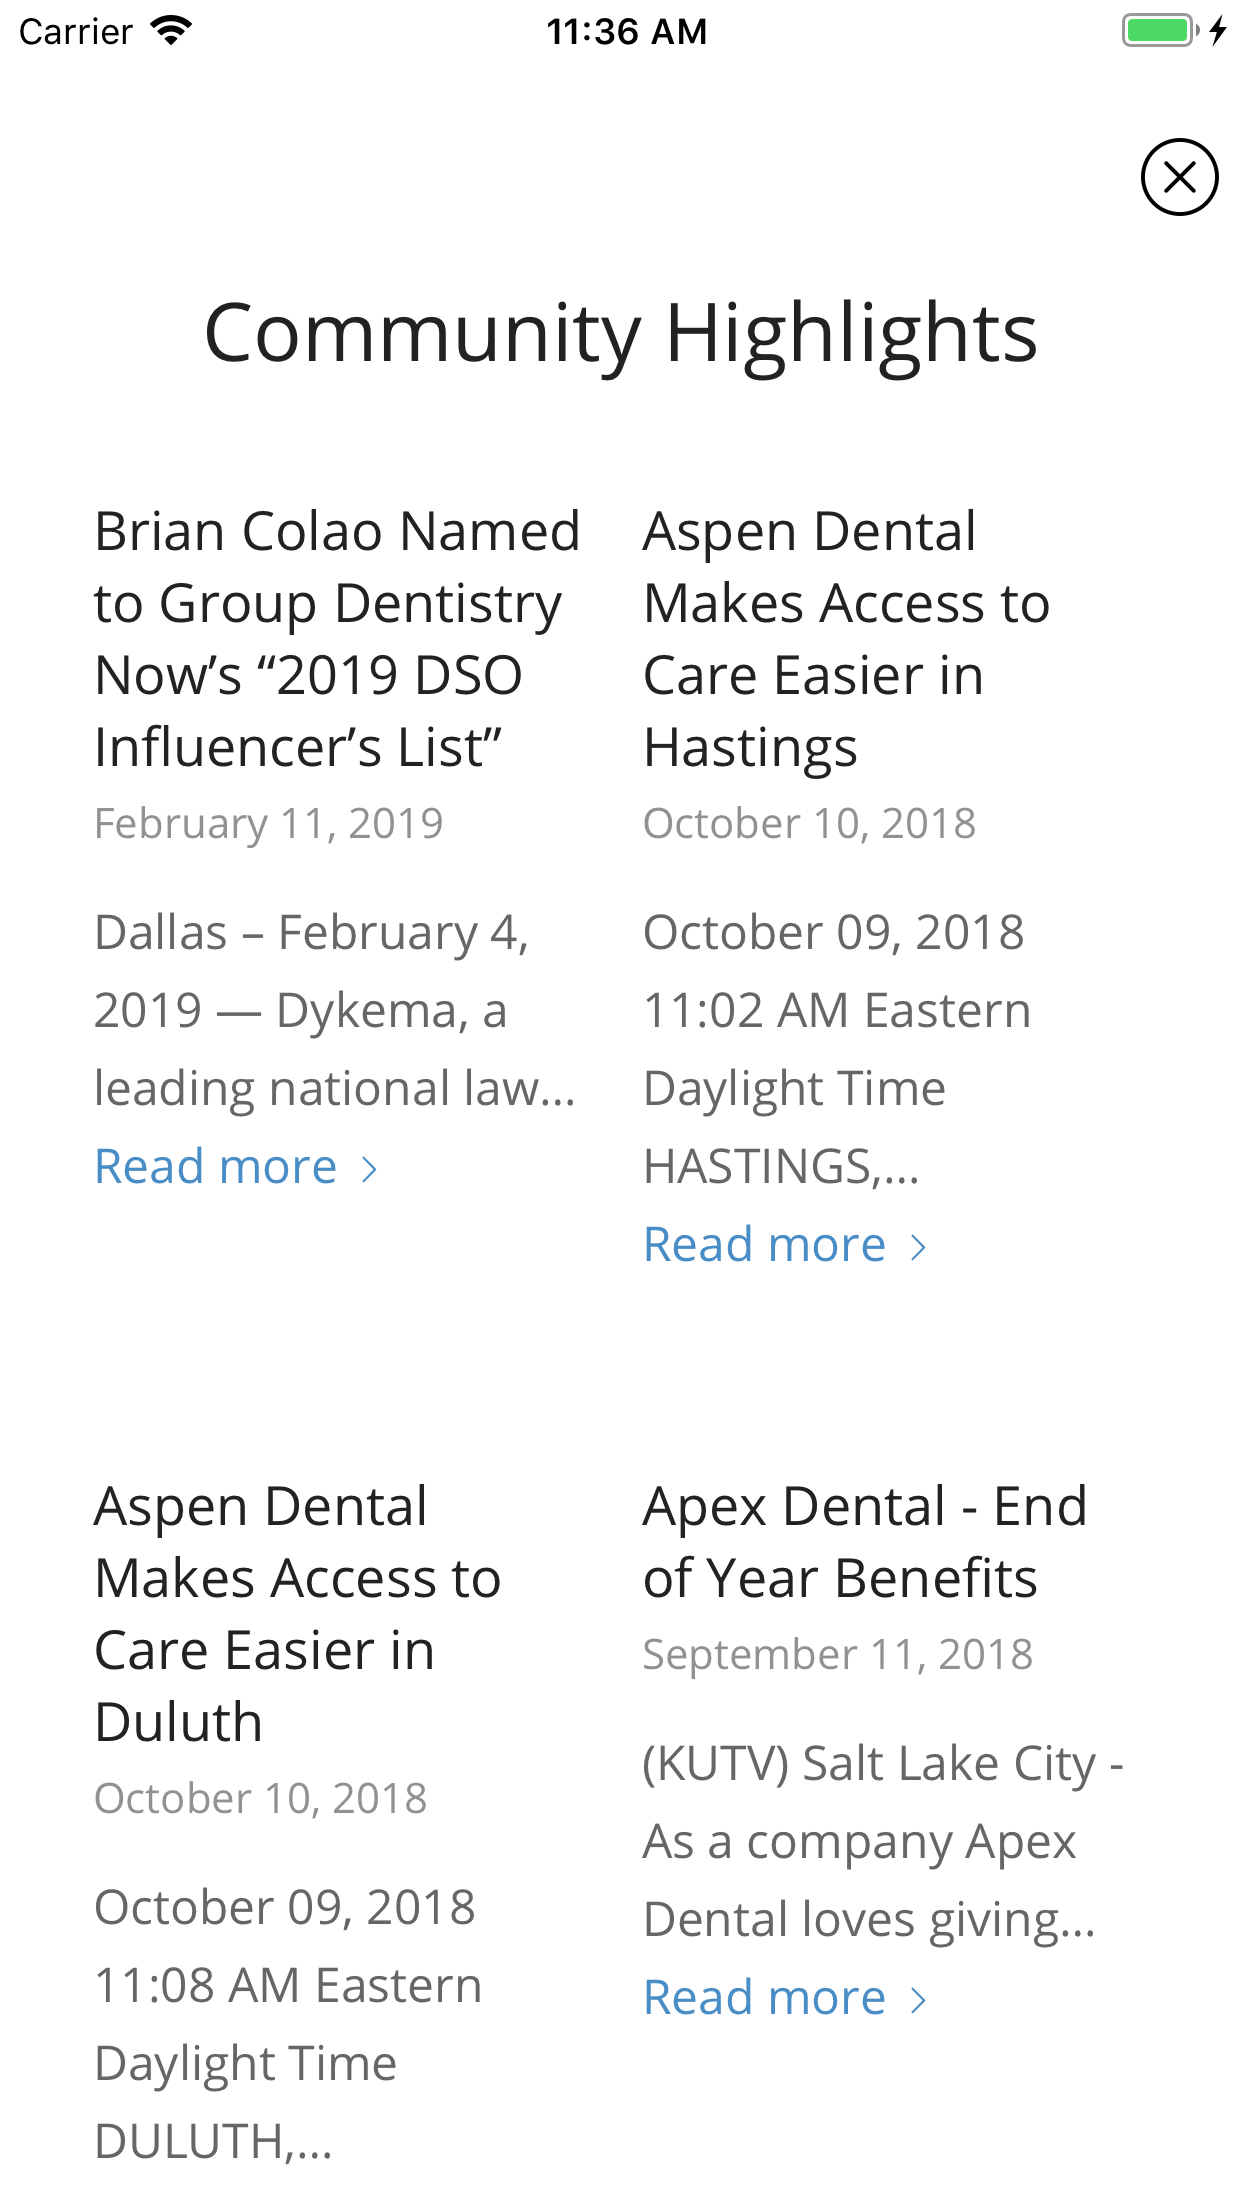 Carrier
11:36 AM
Community Highlights
Brian Colao Named
to Group Dentistry
Now’s “2019 DSO
Influencer’s List”
February 11, 2019
Dallas – February 4,
2019 — Dykema, a
leading national law...
Read more
Aspen Dental
Makes Access to
Care Easier in
Hastings
October 10, 2018
October 09, 2018
11:02 AM Eastern
Daylight Time
HASTINGS,...
Read more
Aspen Dental
Makes Access to
Care Easier in
Duluth
October 10, 2018
October 09, 2018
11:08 AM Eastern
Daylight Time
DULUTH,...
Apex Dental - End
of Year Benefits
September 11, 2018
(KUTV) Salt Lake City -
As a company Apex
Dental loves giving...
Read more